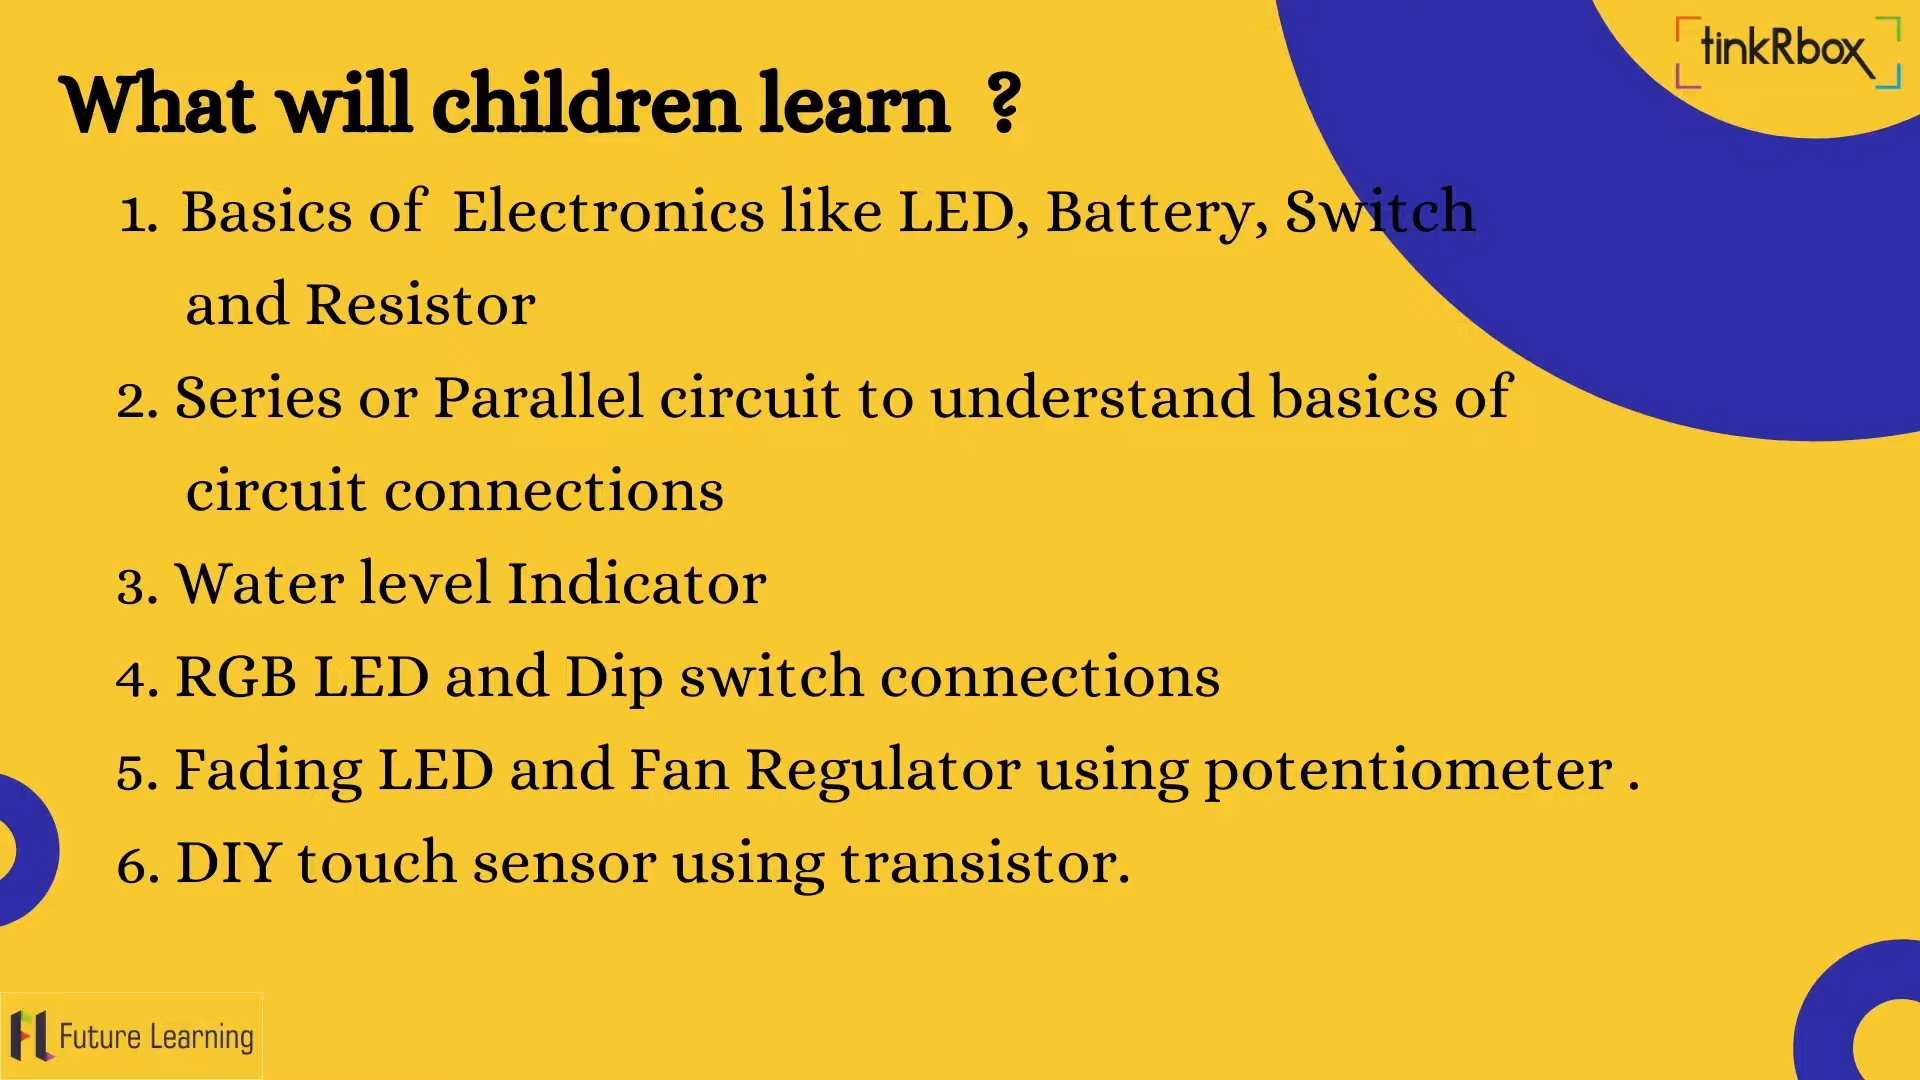 tinkRbox
What will children learn ?
1. Basics of Electronics like LED, Battery, Switch
and Resistor
2. Series or Parallel circuit to understand basics of
circuit connections
3. Water level Indicator
4. RGB LED and Dip switch connections
5. Fading LED and Fan Regulator using potentiometer .
6. DIY touch sensor using transistor.
FL Future Learning